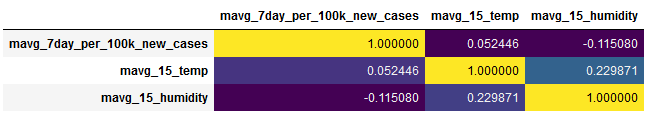 mavg_7day_per_100k_new_cases mavg_15_temp mavg_15_humidity
mavg_7day_per_100k_new_cases 1.000000 0.052446 -0.115080
mavg_15_temp 0.052446 1.000000 0.229871
mavg_15_humidity -0.115080 0.229871 1.000000